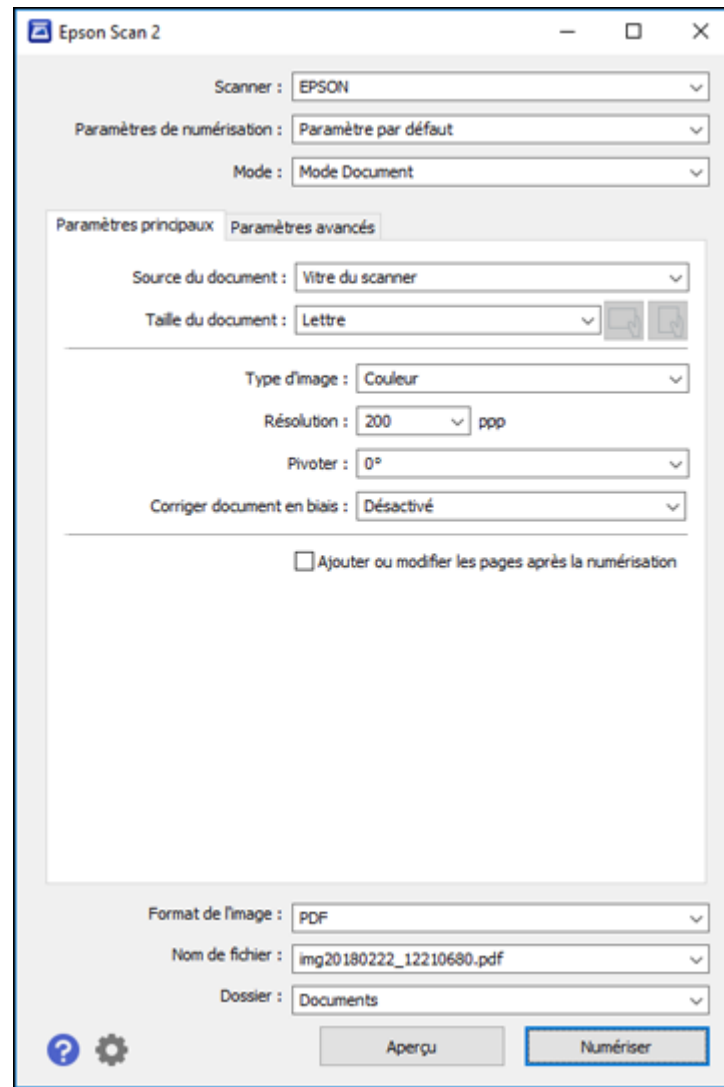 Epson Scan 2
Scanner : EPSON
Paramètres de numérisation : Paramètre par défaut
Mode : Mode Document
Paramètres principaux Paramètres avancés
Source du document : Vitre du scanner
Taille du document : Lettre
Type d'image : Couleur
Résolution : 200 ppp
Pivoter : 0°
Corriger document en biais : Désactivé
Ajouter ou modifier les pages après la numérisation
Format de l'image : PDF
Nom de fichier : img20180222_12210680.pdf
Dossier : Documents
? Aperçu Numériser